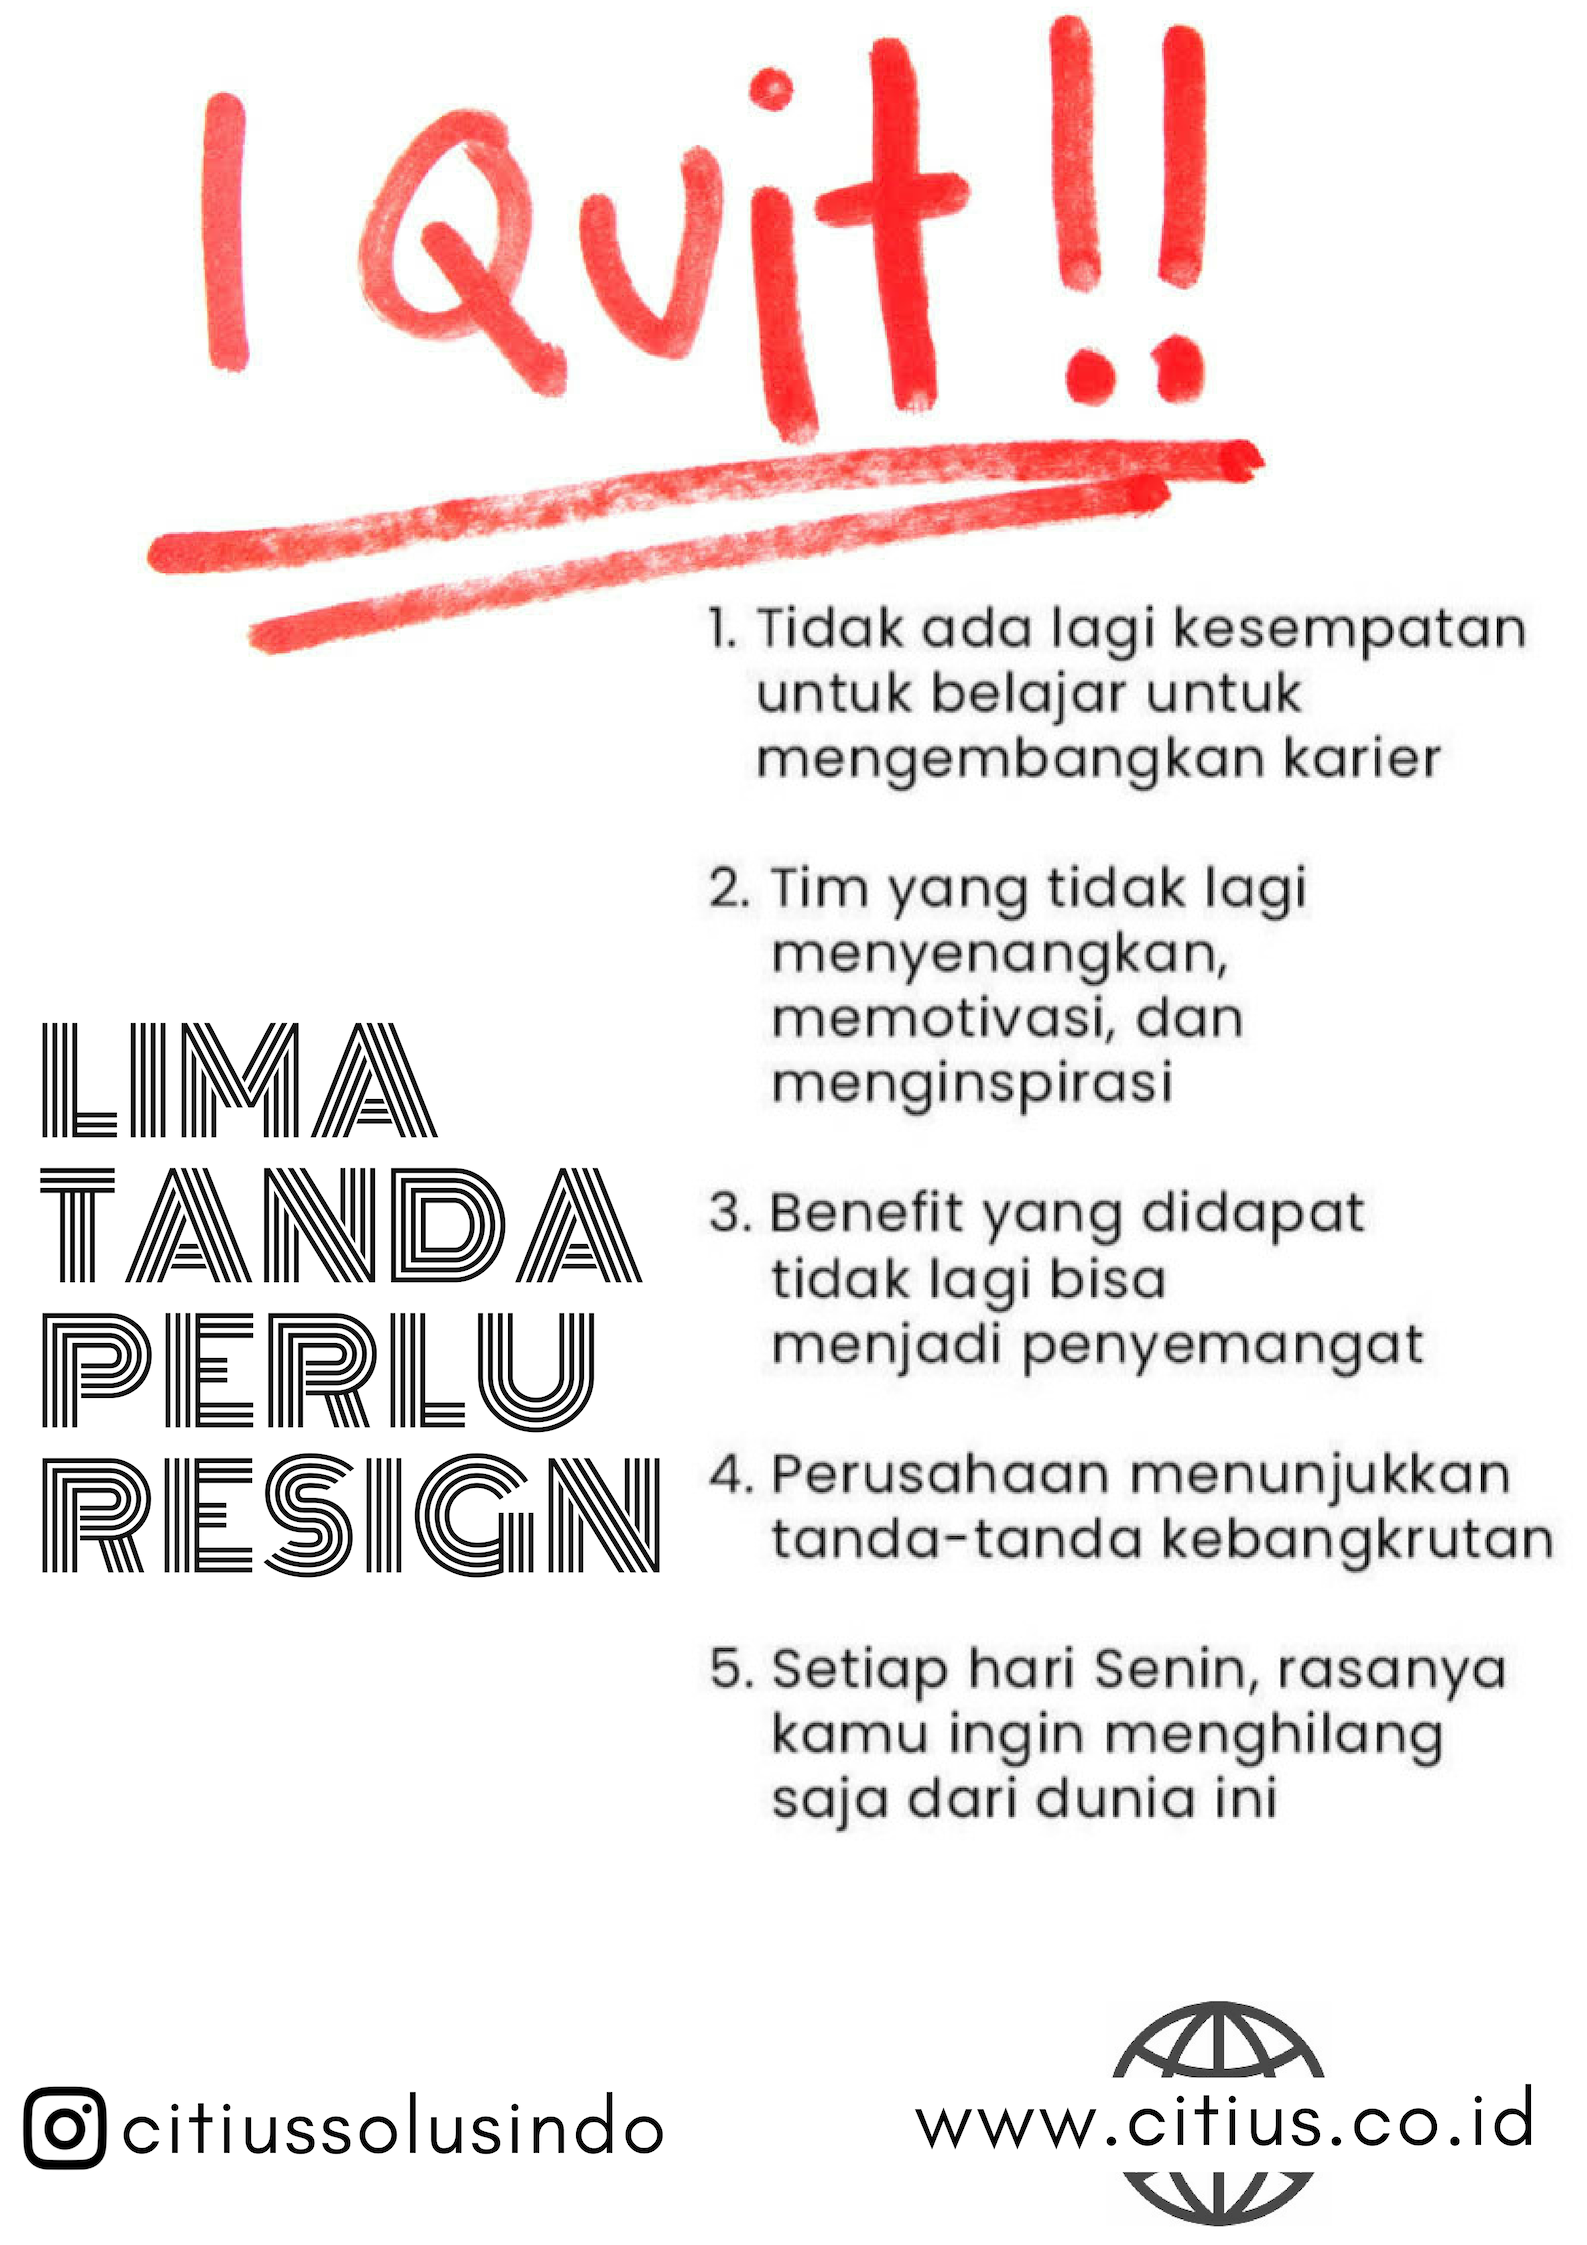 I Quit!!
1. Tidak ada lagi kesempatan
untuk belajar untuk
mengembangkan karier
2. Tim yang tidak lagi
menyenangkan,
memotivasi, dan
menginspirasi
3. Benefit yang didapat
tidak lagi bisa
menjadi penyemangat
4. Perusahaan menunjukkan
tanda-tanda kebangkrutan
5. Setiap hari Senin, rasanya
kamu ingin menghilang
saja dari dunia ini
LIMA
TANDA
PERLU
RESIGN
citiussolusindo
www.citius.co.id